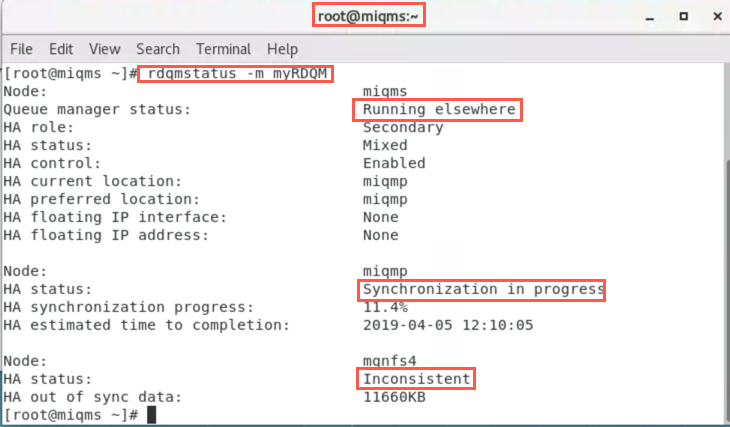 root@miqms:~
File Edit View Search Terminal Help
[root@miqms ~]# rdqmstatus -m myRDQM
Node: miqms
Queue manager status: Running elsewhere
HA role: Secondary
HA status: Mixed
HA control: Enabled
HA current location: miqmp
HA preferred location: miqmp
HA floating IP interface: None
HA floating IP address: None
Node: miqmp
HA status: Synchronization in progress
HA synchronization progress: 11.4%
HA estimated time to completion: 2019-04-05 12:10:05
Node: mqnfs4
HA status: Inconsistent
HA out of sync data: 11660KB
[root@miqms ~]#